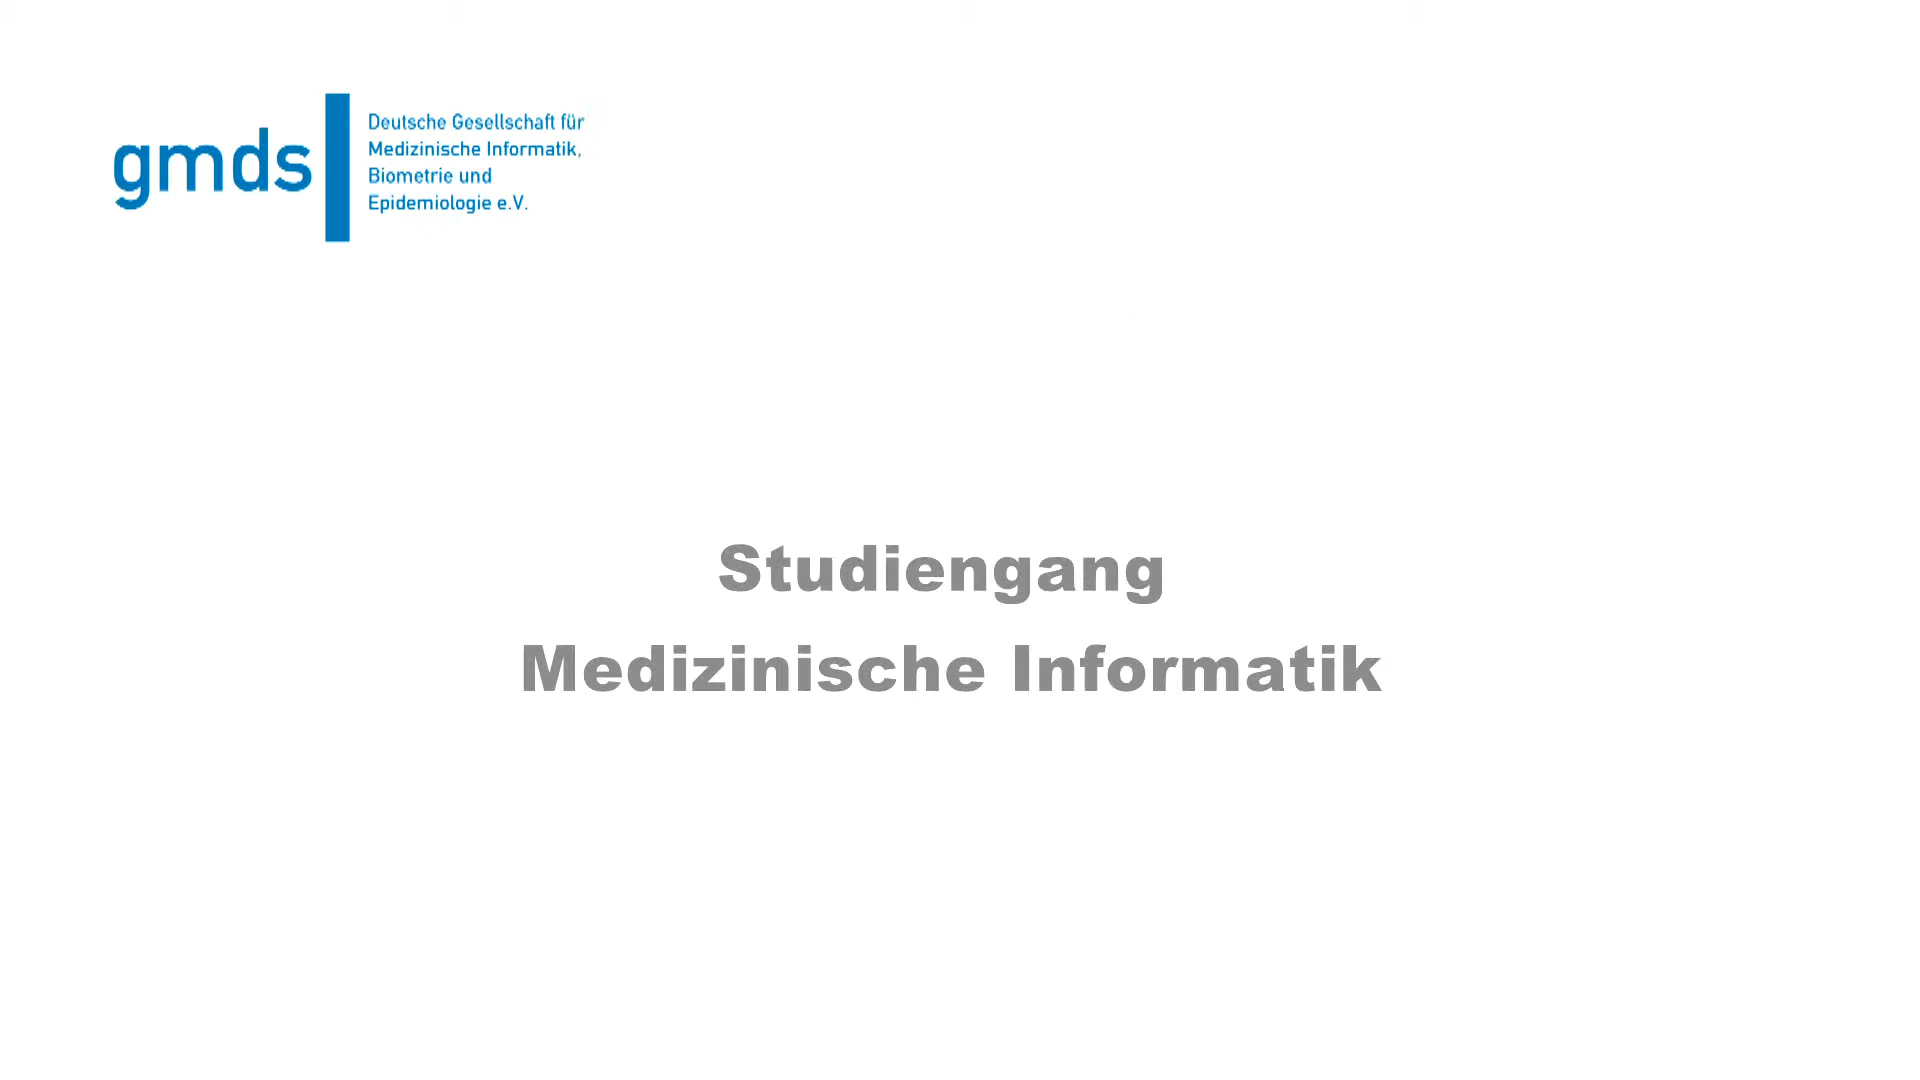 gmds
Deutsche Gesellschaft für
Medizinische Informatik,
Biometrie und
Epidemiologie e.V.
Studiengang
Medizinische Informatik